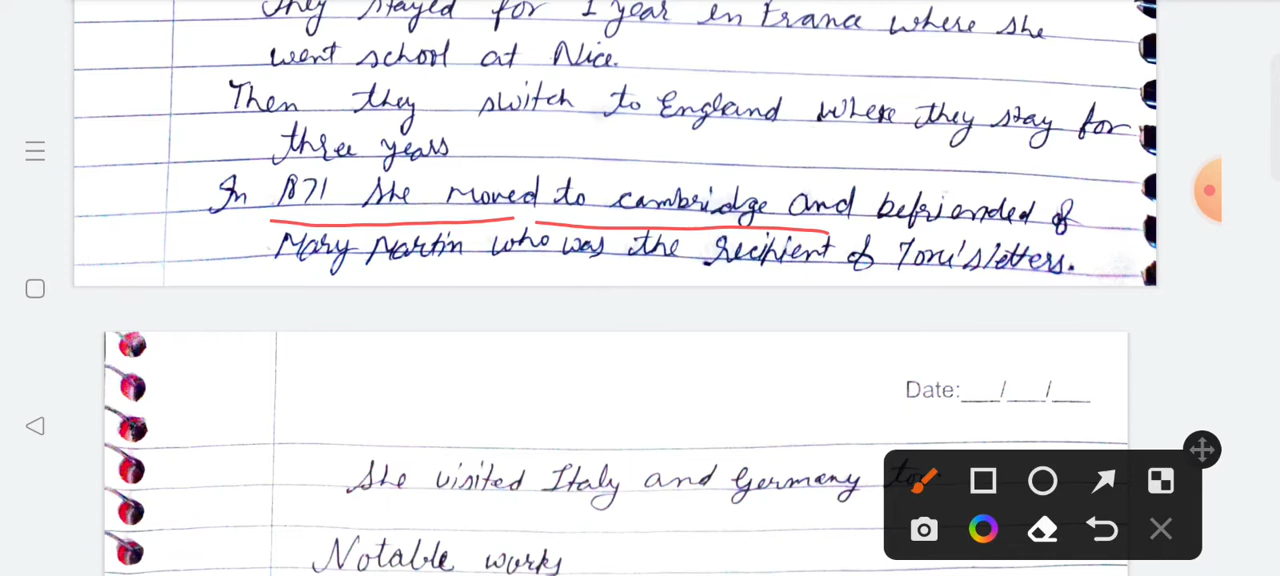 They stayed for 1 year in France where she
went school at Nice.
Then they switch to England where they stay for
three years
In 1871 she moved to cambridge and befriended of
Mary Martin who was the recipient of Toru's letters.
Date:___/___/___
She visited Italy and Germany too
Notable works